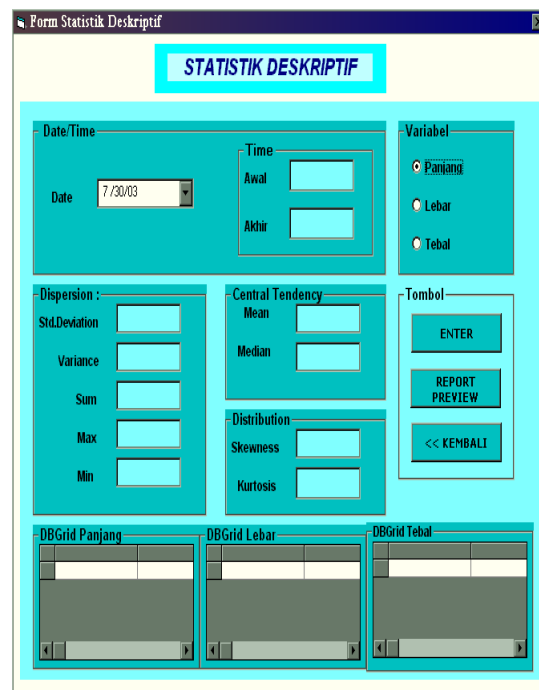 Form Statistik Deskriptif
STATISTIK DESKRIPTIF
Date/Time
Date
7 /30/03
Time
Awal
Akhir
Variabel
Panjang
Lebar
Tebal
Dispersion :
Std.Deviation
Variance
Sum
Max
Min
Central Tendency
Mean
Median
Distribution
Skewness
Kurtosis
Tombol
ENTER
REPORT
PREVIEW
<< KEMBALI
DBGrid Panjang
DBGrid Lebar
DBGrid Tebal